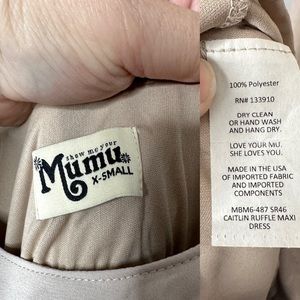 show me your
Mumu
X-SMALL
100% Polyester
RN# 133910
DRY CLEAN
OR HAND WASH
AND HANG DRY.
LOVE YOUR MU.
SHE LOVES YOU.
MADE IN THE USA
OF IMPORTED FABRIC
AND IMPORTED
COMPONENTS
MBM6-487 SR46
CAITLIN RUFFLE MAXI
DRESS